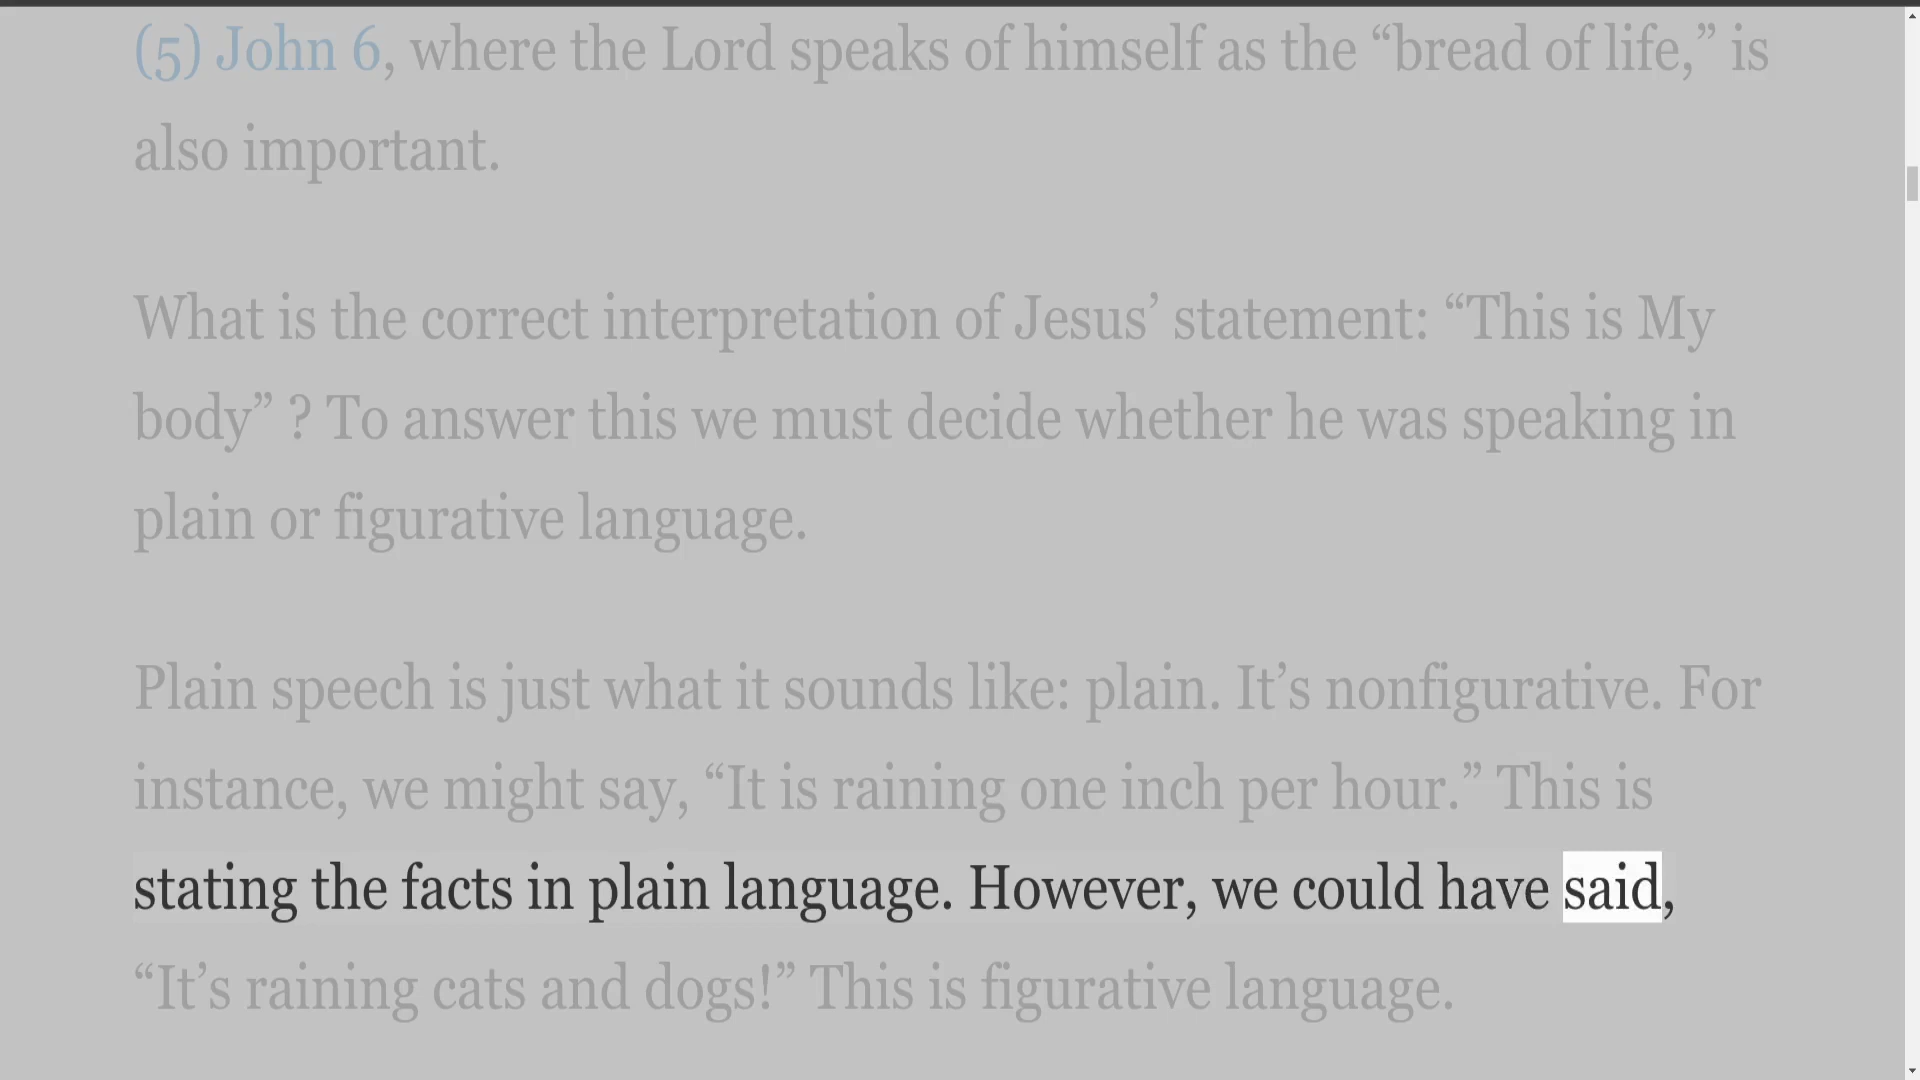 (5) John 6, where the Lord speaks of himself as the “bread of life,” is
also important.
What is the correct interpretation of Jesus’ statement: “This is My
body” ? To answer this we must decide whether he was speaking in
plain or figurative language.
Plain speech is just what it sounds like: plain. It’s nonfigurative. For
instance, we might say, “It is raining one inch per hour.” This is
stating the facts in plain language. However, we could have said,
“It’s raining cats and dogs!” This is figurative language.